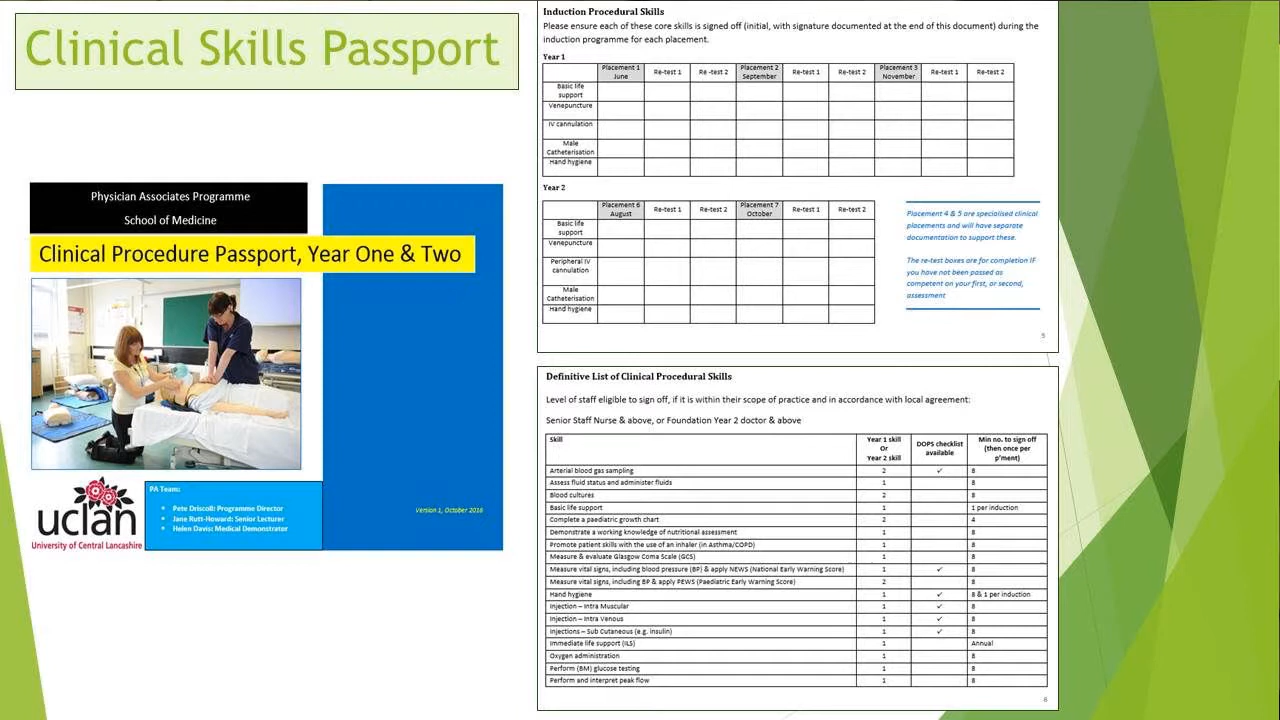 Clinical Skills Passport
Physician Associates Programme
School of Medicine
Clinical Procedure Passport, Year One & Two
uclan
University of Central Lancashire
PA Team:
Pete Driscoll: Programme Director
Jane Rutt-Howard: Senior Lecturer
Helen Davis: Medical Demonstrator
Version 1, October 2016
Induction Procedural Skills
Please ensure each of these core skills is signed off (initial, with signature documented at the end of this document) during the
induction programme for each placement.
Year 1
Placement 1 June Re-test 1 Re -test 2 Placement 2 September Re-test 1 Re-test 2 Placement 3 November Re-test 1 Re-test 2
Basic life
support
Venepuncture
IV cannulation
Male
Catheterisation
Hand hygiene
Year 2
Placement 6 August Re-test 1 Re-test 2 Placement 7 October Re-test 1 Re-test 2
Basic life
support
Venepuncture
Peripheral IV
cannulation
Male
Catheterisation
Hand hygiene
Placement 4 & 5 are specialised clinical
placements and will have separate
documentation to support these.
The re-test boxes are for completion IF
you have not been passed as
competent on your first, or second,
assessment
5
Definitive List of Clinical Procedural Skills
Level of staff eligible to sign off, if it is within their scope of practice and in accordance with local agreement:
Senior Staff Nurse & above, or Foundation Year 2 doctor & above
Skill Year 1 skill Or Year 2 skill DOPS checklist available Min no. to sign off (then once per p'ment)
Arterial blood gas sampling 2 ✓ 8
Assess fluid status and administer fluids 1 8
Blood cultures 2 8
Basic life support 1 1 per induction
Complete a paediatric growth chart 2 4
Demonstrate a working knowledge of nutritional assessment 1 8
Promote patient skills with the use of an inhaler (in Asthma/COPD) 1 8
Measure & evaluate Glasgow Coma Scale (GCS) 1 8
Measure vital signs, including blood pressure (BP) & apply NEWS (National Early Warning Score) 1 ✓ 8
Measure vital signs, including BP & apply PEWS (Paediatric Early Warning Score) 2 8
Hand hygiene 1 ✓ 8 & 1 per induction
Injection – Intra Muscular 1 ✓ 8
Injection – Intra Venous 1 ✓ 8
Injections – Sub Cutaneous (e.g. insulin) 1 ✓ 8
Immediate life support (ILS) 1 Annual
Oxygen administration 1 8
Perform (BM) glucose testing 1 8
Perform and interpret peak flow 1 8
6